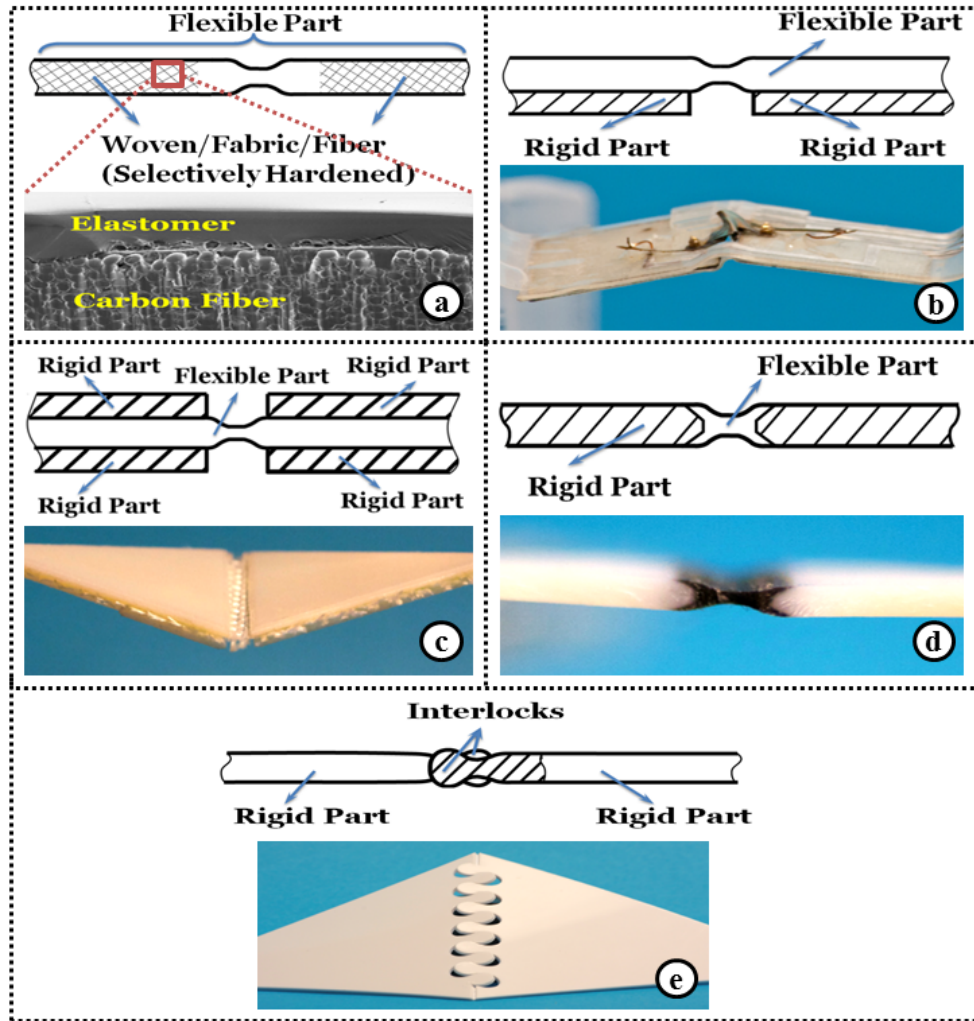 Flexible Part
Woven/Fabric/Fiber
(Selectively Hardened)
Elastomer
Carbon Fiber
a
Flexible Part
Rigid Part
Rigid Part
b
Rigid Part
Flexible Part
Rigid Part
Rigid Part
Rigid Part
c
Flexible Part
Rigid Part
d
Interlocks
Rigid Part
Rigid Part
e